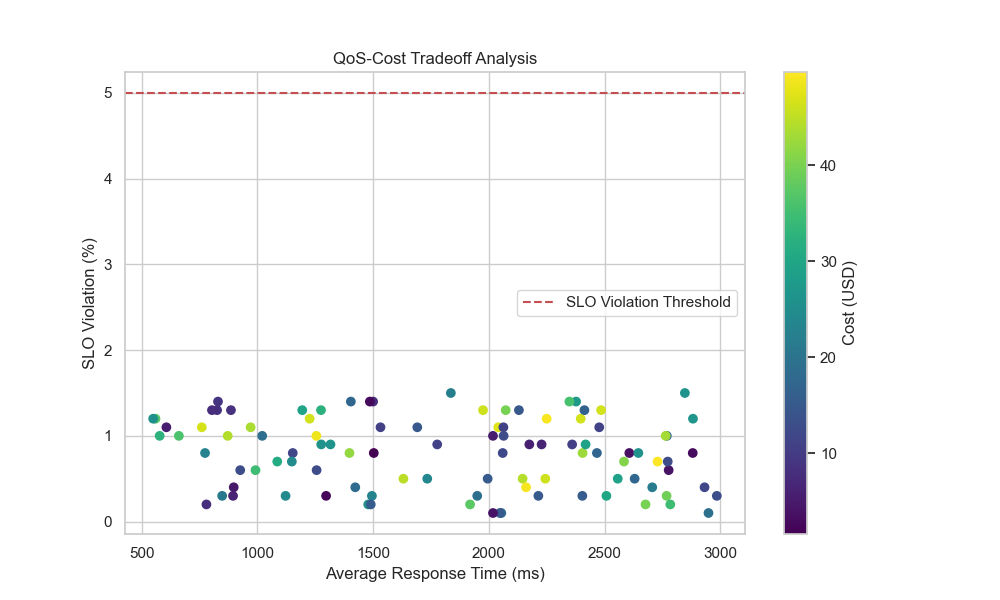 QoS-Cost Tradeoff Analysis
SLO Violation (%)
5
4
3
2
1
0
SLO Violation Threshold
500 1000 1500 2000 2500 3000
Average Response Time (ms)
40
30
20
10
Cost (USD)